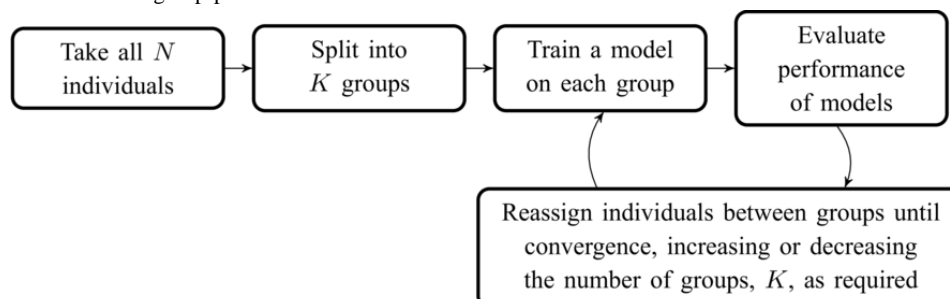 Take all N
individuals
Split into
K groups
Train a model
on each group
Evaluate
performance
of models
Reassign individuals between groups until
convergence, increasing or decreasing
the number of groups, K, as required